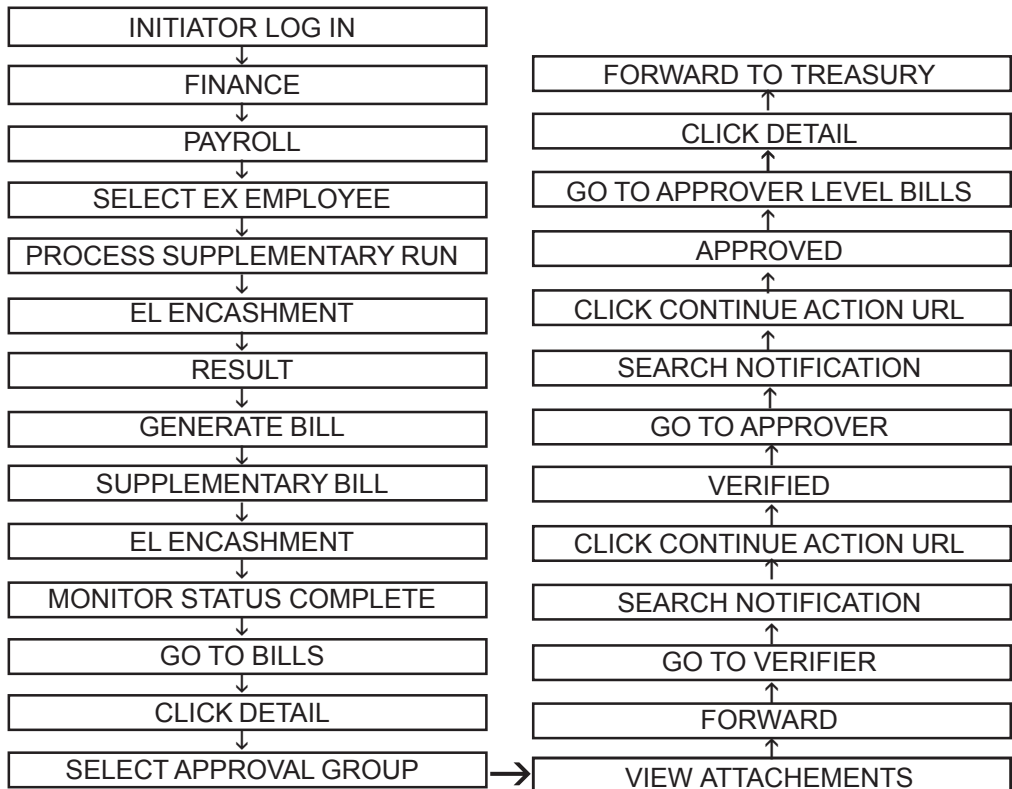 INITIATOR LOG IN
FINANCE
PAYROLL
SELECT EX EMPLOYEE
PROCESS SUPPLEMENTARY RUN
EL ENCASHMENT
RESULT
GENERATE BILL
SUPPLEMENTARY BILL
EL ENCASHMENT
MONITOR STATUS COMPLETE
GO TO BILLS
CLICK DETAIL
SELECT APPROVAL GROUP
VIEW ATTACHEMENTS
FORWARD
GO TO VERIFIER
SEARCH NOTIFICATION
CLICK CONTINUE ACTION URL
VERIFIED
GO TO APPROVER
SEARCH NOTIFICATION
CLICK CONTINUE ACTION URL
APPROVED
GO TO APPROVER LEVEL BILLS
CLICK DETAIL
FORWARD TO TREASURY